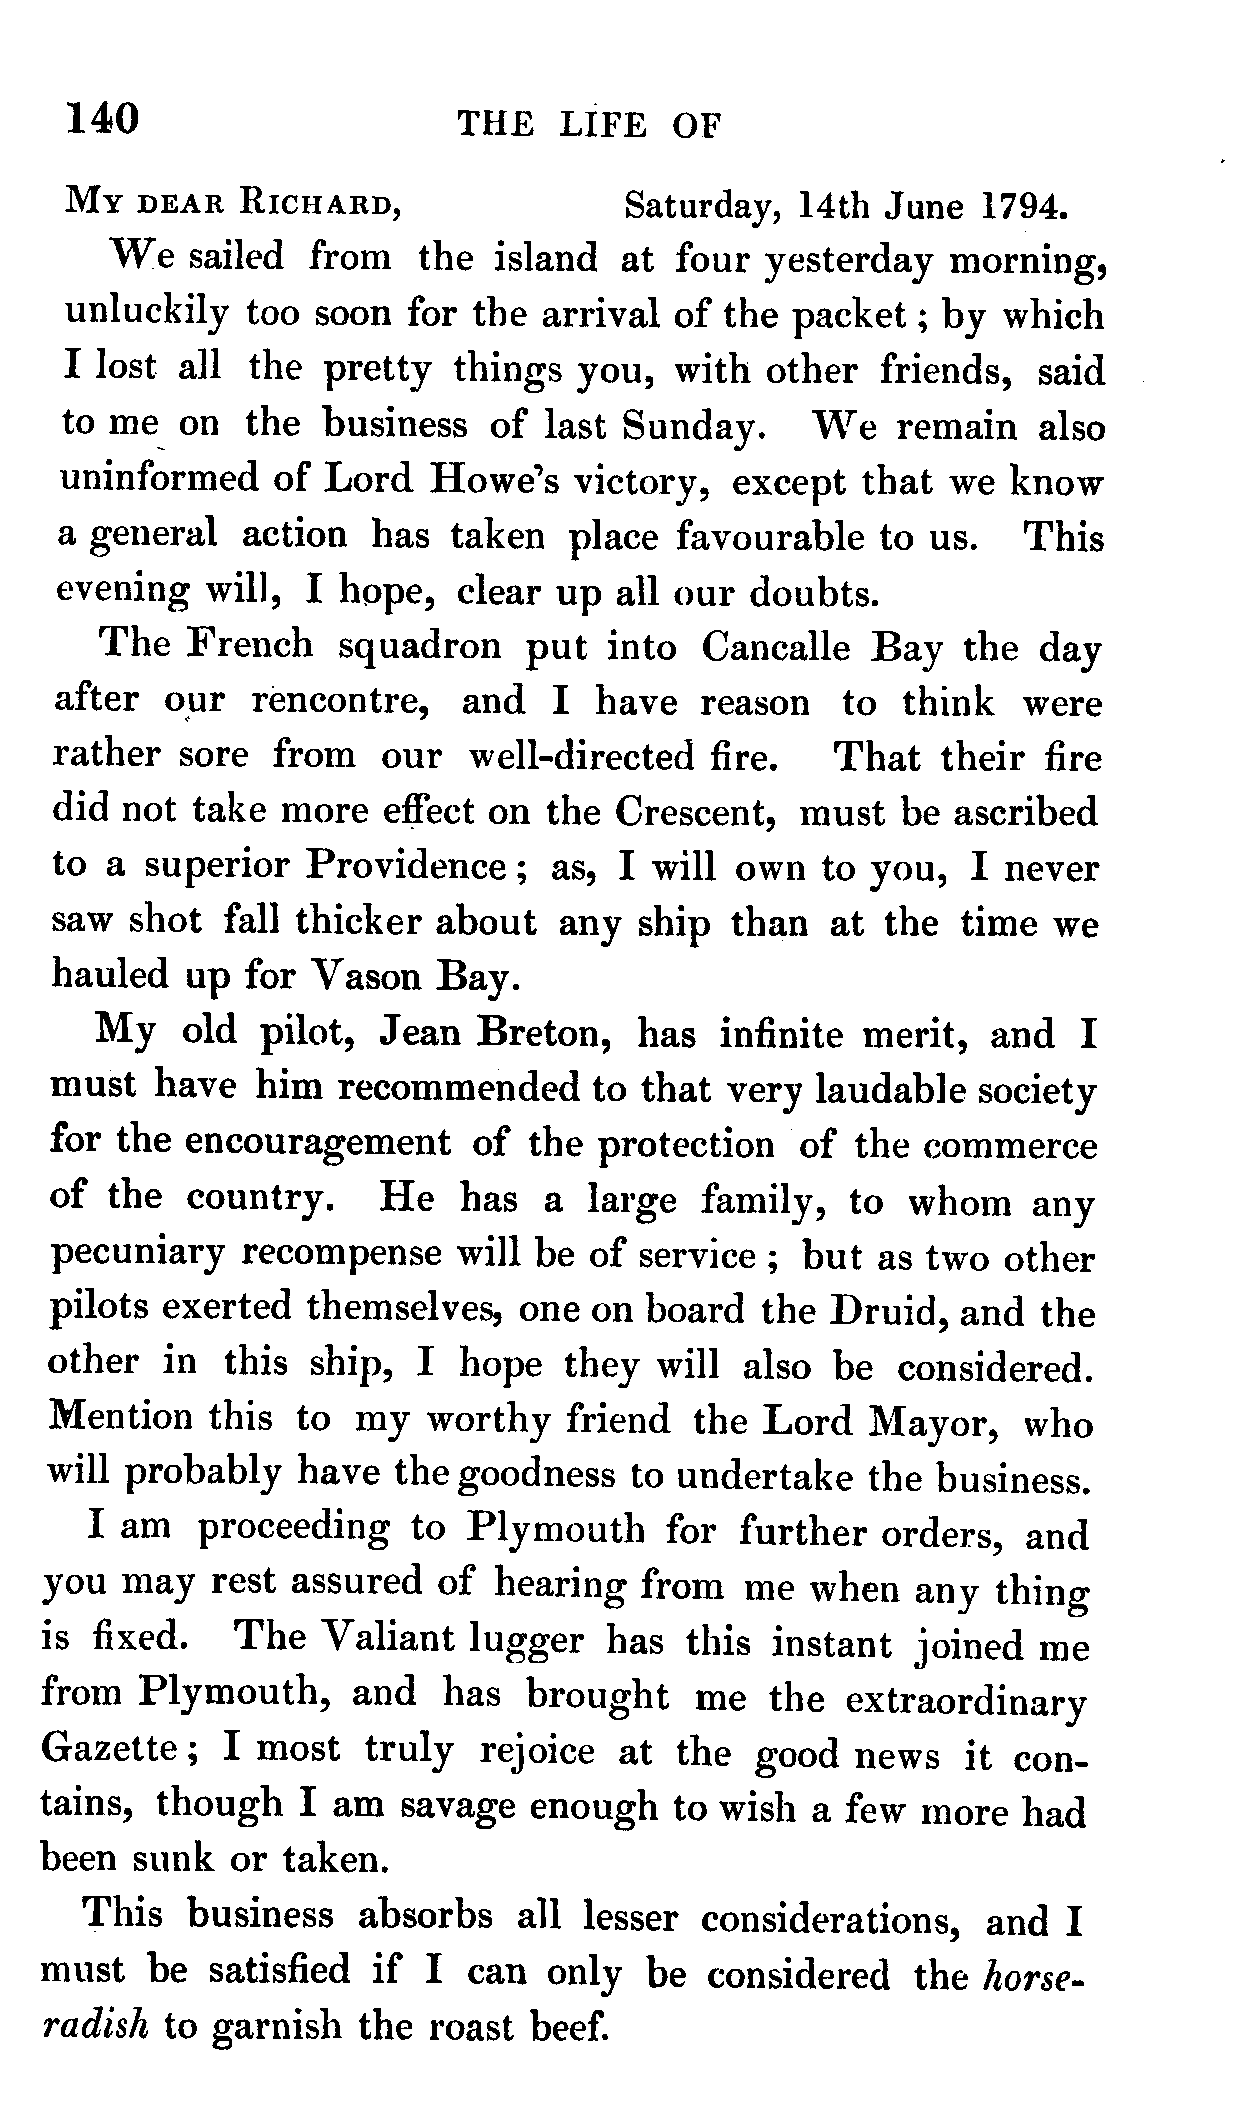 140 THE LIFE OF
MY DEAR RICHARD, Saturday, 14th June 1794.
We sailed from the island at four yesterday morning,
unluckily too soon for the arrival of the packet ; by which
I lost all the pretty things you, with other friends, said
to me on the business of last Sunday. We remain also
uninformed of Lord Howe's victory, except that we know
a general action has taken place favourable to us. This
evening will, I hope, clear up all our doubts.
The French squadron put into Cancalle Bay the day
after our rencontre, and I have reason to think were
rather sore from our well-directed fire. That their fire
did not take more effect on the Crescent, must be ascribed
to a superior Providence ; as, I will own to you, I never
saw shot fall thicker about any ship than at the time we
hauled up for Vason Bay.
My old pilot, Jean Breton, has infinite merit, and I
must have him recommended to that very laudable society
for the encouragement of the protection of the commerce
of the country. He has a large family, to whom any
pecuniary recompense will be of service ; but as two other
pilots exerted themselves, one on board the Druid, and the
other in this ship, I hope they will also be considered.
Mention this to my worthy friend the Lord Mayor, who
will probably have the goodness to undertake the business.
I am proceeding to Plymouth for further orders, and
you may rest assured of hearing from me when any thing
is fixed. The Valiant lugger has this instant joined me
from Plymouth, and has brought me the extraordinary
Gazette ; I most truly rejoice at the good news it con-
tains, though I am savage enough to wish a few more had
been sunk or taken.
This business absorbs all lesser considerations, and I
must be satisfied if I can only be considered the horse-
radish to garnish the roast beef.